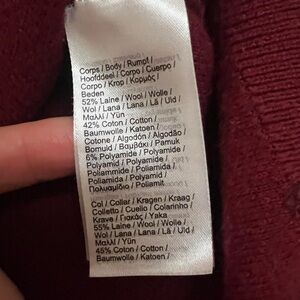 Corps / Body / Rumpf /
Hoofddeel / Corpo / Cuerpo /
Corpo / Krop / Κορμός /
Beden
52% Laine / Wool / Wolle /
Wol / Lana / Lana / Lã / Uld /
Μαλλί / Yün
42% Coton / Cotton /
Baumwolle / Katoen /
Cotone / Algodón / Algodão /
Bomuld / Βαμβάκι / Pamuk
6% Polyamide / Polyamide /
Polyamid / Polyamide /
Poliammide / Poliamida /
Poliamida / Polyamid /
Πολυαμίδιο / Poliamit
Col / Collar / Kragen / Kraag /
Colletto / Cuello / Colarinho /
Krave / Γιακάς / Yaka
55% Laine / Wool / Wolle /
Wol / Lana / Lana / Lã / Uld /
Μαλλί / Yün
45% Coton / Cotton /
Baumwolle / Katoen /